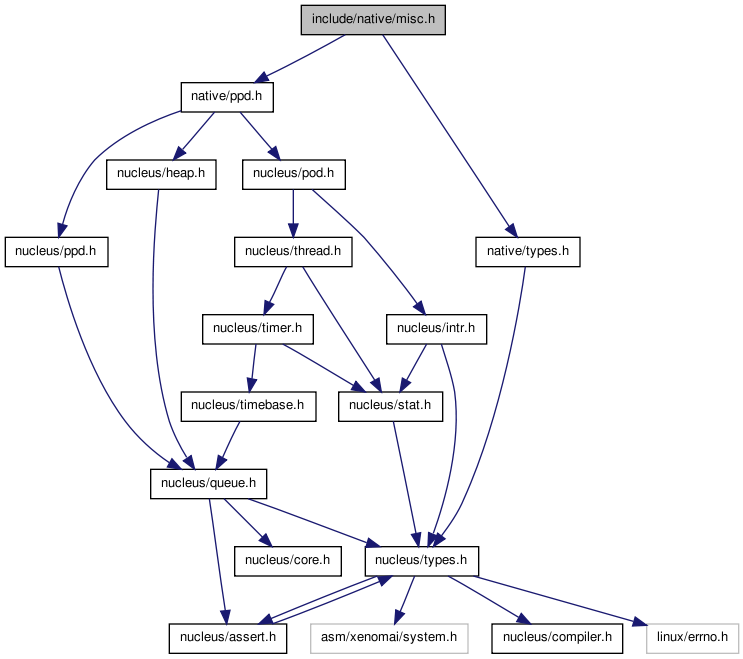 include/native/misc.h
native/ppd.h
nucleus/heap.h
nucleus/pod.h
nucleus/ppd.h
nucleus/thread.h
native/types.h
nucleus/timer.h
nucleus/intr.h
nucleus/timebase.h
nucleus/stat.h
nucleus/queue.h
nucleus/core.h
nucleus/types.h
nucleus/assert.h
asm/xenomai/system.h
nucleus/compiler.h
linux/errno.h